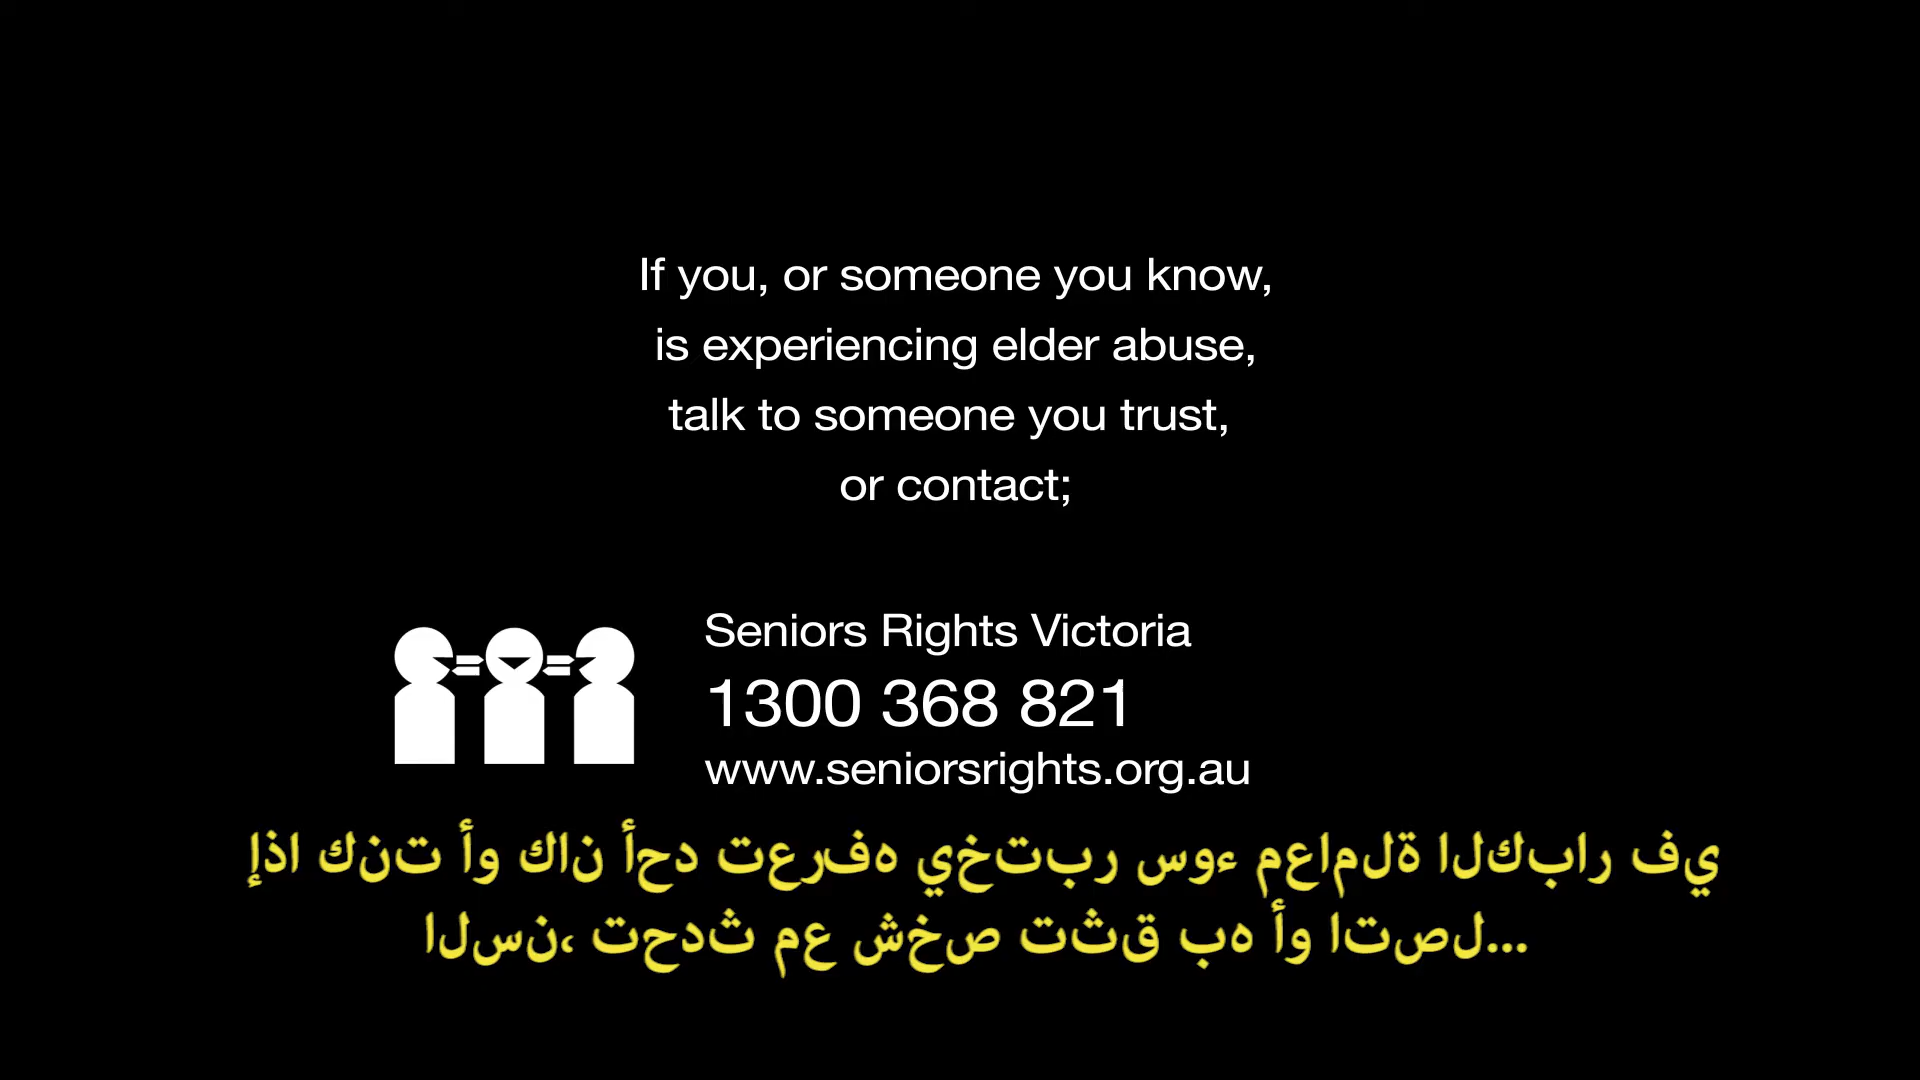 If you, or someone you know,
is experiencing elder abuse,
talk to someone you trust,
or contact;
Seniors Rights Victoria
1300 368 821
www.seniorsrights.org.au
إذا كنت أو كان أحد تعرفه يختبر سوء معاملة الكبار في
السن، تحدث مع شخص تثق به أو اتصل...